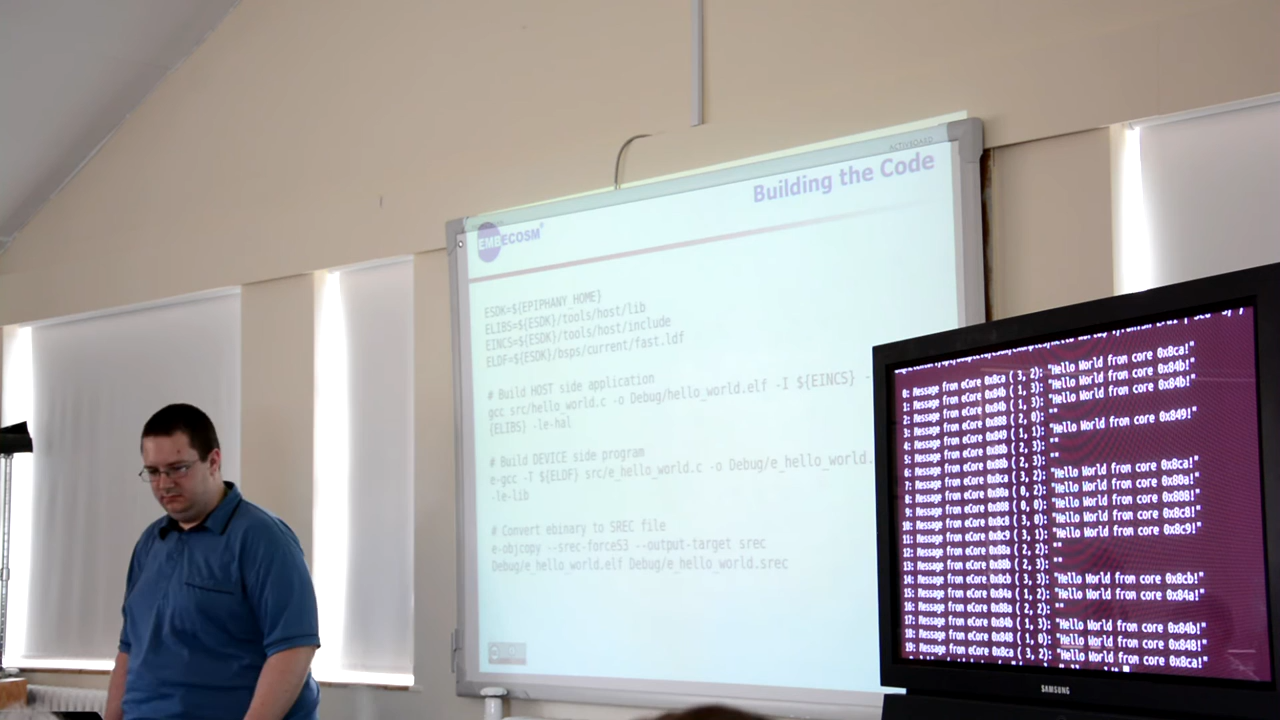 ACTIVBOARD
Building the Code
EMBECOSM®
ESDK=${EPIPHANY_HOME}
ELIBS=${ESDK}/tools/host/lib
EINCS=${ESDK}/tools/host/include
ELDF=${ESDK}/bsps/current/fast.ldf
# Build HOST side application
gcc src/hello_world.c -o Debug/hello_world.elf -I ${EINCS} -
{ELIBS} -le-hal
# Build DEVICE side program
e-gcc -T ${ELDF} src/e_hello_world.c -o Debug/e_hello_world.
-le-lib
# Convert ebinary to SREC file
e-objcopy --srec-forceS3 --output-target srec
Debug/e_hello_world.elf Debug/e_hello_world.srec
0: Message from eCore 0x8ca ( 3, 2): "Hello World from core 0x8ca!"
1: Message from eCore 0x84b ( 1, 3): "Hello World from core 0x84b!"
2: Message from eCore 0x84b ( 1, 3): "Hello World from core 0x84b!"
3: Message from eCore 0x888 ( 2, 0): ""
4: Message from eCore 0x849 ( 1, 1): "Hello World from core 0x849!"
5: Message from eCore 0x88b ( 2, 3): ""
6: Message from eCore 0x88b ( 2, 3): ""
7: Message from eCore 0x8ca ( 3, 2): "Hello World from core 0x8ca!"
8: Message from eCore 0x80a ( 0, 2): "Hello World from core 0x80a!"
9: Message from eCore 0x808 ( 0, 0): "Hello World from core 0x808!"
10: Message from eCore 0x8c8 ( 3, 0): "Hello World from core 0x8c8!"
11: Message from eCore 0x8c9 ( 3, 1): "Hello World from core 0x8c9!"
12: Message from eCore 0x88a ( 2, 2): ""
13: Message from eCore 0x88b ( 2, 3): ""
14: Message from eCore 0x8cb ( 3, 3): "Hello World from core 0x8cb!"
15: Message from eCore 0x84a ( 1, 2): "Hello World from core 0x84a!"
16: Message from eCore 0x88a ( 2, 2): ""
17: Message from eCore 0x84b ( 1, 3): "Hello World from core 0x84b!"
18: Message from eCore 0x848 ( 1, 0): "Hello World from core 0x848!"
19: Message from eCore 0x8ca ( 3, 2): "Hello World from core 0x8ca!"
SAMSUNG